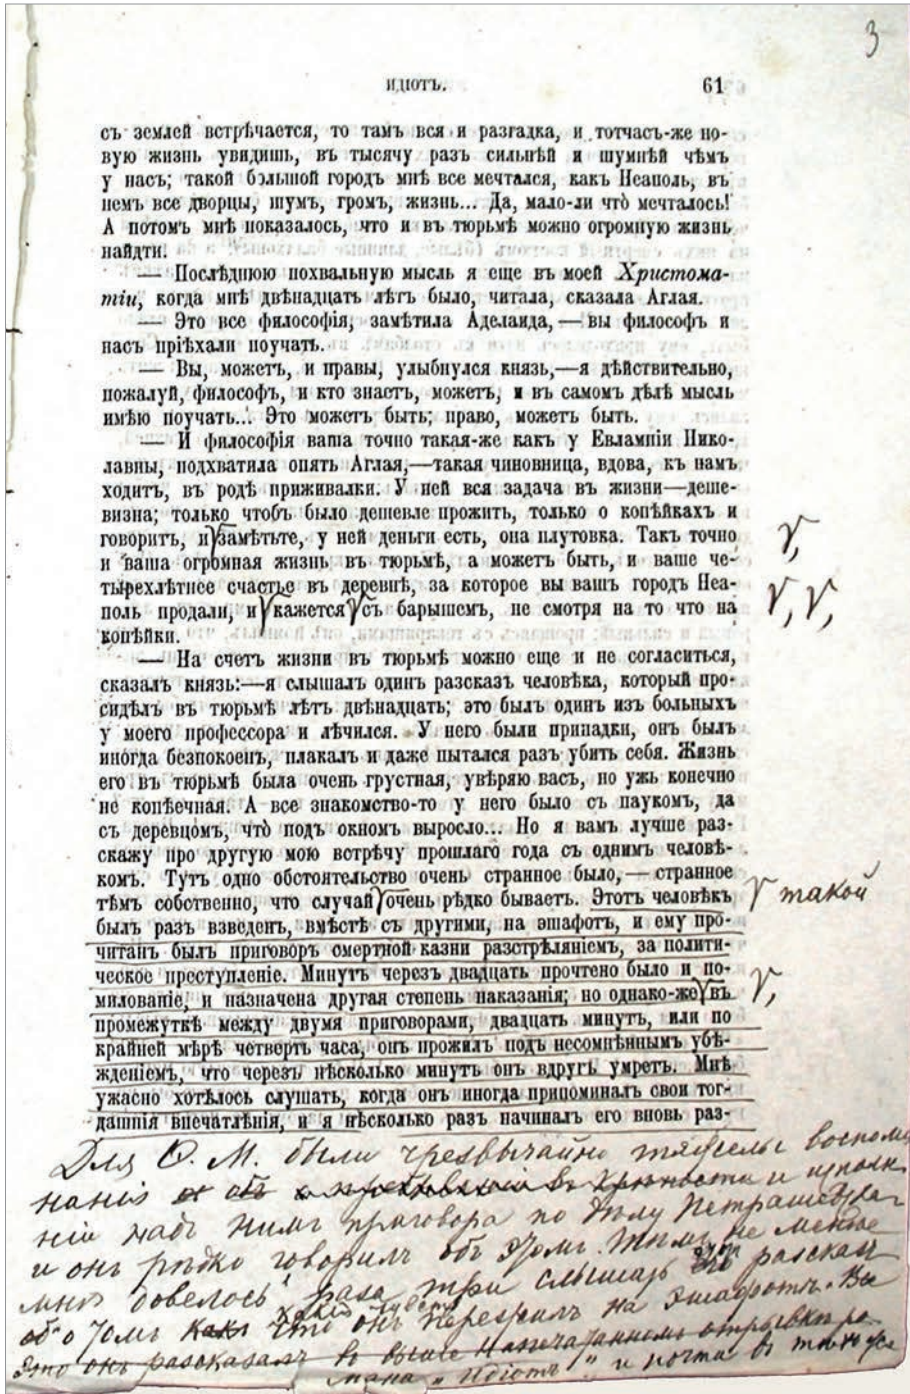 3
ИДІОТЪ. 61
съ землей встрѣчается, то тамъ вся и разгадка, и тотчасъ-же но-
вую жизнь увидишь, въ тысячу разъ сильнѣй и шумнѣй чѣмъ
у насъ; такой большой городъ мнѣ все мечтался, какъ Неаполь, въ
немъ все дворцы, шумъ, громъ, жизнь... Да, мало-ли что̀ мечталось!
А потомъ мнѣ показалось, что и въ тюрьмѣ можно огромную жизнь
найдти.
— Послѣднюю похвальную мысль я еще въ моей Христома-
тіи, когда мнѣ двѣнадцать лѣтъ было, читала, сказала Аглая.
— Это все философія, замѣтила Аделаида, — вы философъ и
насъ пріѣхали поучать.
— Вы, можетъ, и правы, улыбнулся князь,—я дѣйствительно,
пожалуй, философъ, и кто знаетъ, можетъ, и въ самомъ дѣлѣ мысль
имѣю поучать... Это можетъ быть; право, можетъ быть.
— И философія ваша точно такая-же какъ у Евлампіи Нико-
лавны, подхватила опять Аглая,—такая чиновница, вдова, къ намъ
ходитъ, въ родѣ приживалки. У ней вся задача въ жизни—деше-
визна; только чтобъ было дешевле прожить, только о копѣйкахъ и
говоритъ, и замѣтьте, у ней деньги есть, она плутовка. Такъ точно
и ваша огромная жизнь въ тюрьмѣ, а можетъ быть, и ваше че-
тырехлѣтнее счастье въ деревнѣ, за которое вы вашъ городъ Неа-
поль продали, и кажется съ барышемъ, не смотря на то что на
копѣйки.
— На счетъ жизни въ тюрьмѣ можно еще и не согласиться,
сказалъ князь:—я слышалъ одинъ разсказъ человѣка, который про-
сидѣлъ въ тюрьмѣ лѣтъ двѣнадцать; это былъ одинъ изъ больныхъ
у моего профессора и лѣчился. У него были припадки, онъ былъ
иногда безпокоенъ, плакалъ и даже пытался разъ убить себя. Жизнь
его въ тюрьмѣ была очень грустная, увѣряю васъ, но ужь конечно
не копѣечная. А все знакомство-то у него было съ паукомъ, да
съ деревцомъ, что̀ подъ окномъ выросло... Но я вамъ лучше раз-
скажу про другую мою встрѣчу прошлаго года съ однимъ человѣ-
комъ. Тутъ одно обстоятельство очень странное было, — странное
тѣмъ собственно, что случай очень рѣдко бываетъ. Этотъ человѣкъ
такой
былъ разъ взведенъ, вмѣстѣ съ другими, на эшафотъ, и ему про-
читанъ былъ приговоръ смертной казни разстрѣляніемъ, за полити-
ческое преступленіе. Минутъ черезъ двадцать прочтено было и по-
милованіе, и назначена другая степень наказанія; но однако-же въ
промежуткѣ между двумя приговорами, двадцать минутъ, или по
крайней мѣрѣ четверть часа, онъ прожилъ подъ несомнѣннымъ убѣ-
жденіемъ, что черезъ нѣсколько минутъ онъ вдругъ умретъ. Мнѣ
ужасно хотѣлось слушать, когда онъ иногда припоминалъ свои тог-
дашнія впечатлѣнія, и я нѣсколько разъ начиналъ его вновь раз-
Для Ѳ. М. были чрезвычайно тяжелы воспоми
нанія и исполне
ніи надъ нимъ приговора по дѣлу Петрашевска
и онъ рѣдко говорилъ объ этомъ. Тѣмъ не менѣе
мнѣ довелось раза три слышать разсказ
о томъ что онъ пережилъ на эшафотѣ. Все
это онъ разсказалъ въ выше напечатанномъ отрывкѣ ро
мана "Идіотъ" и почти въ